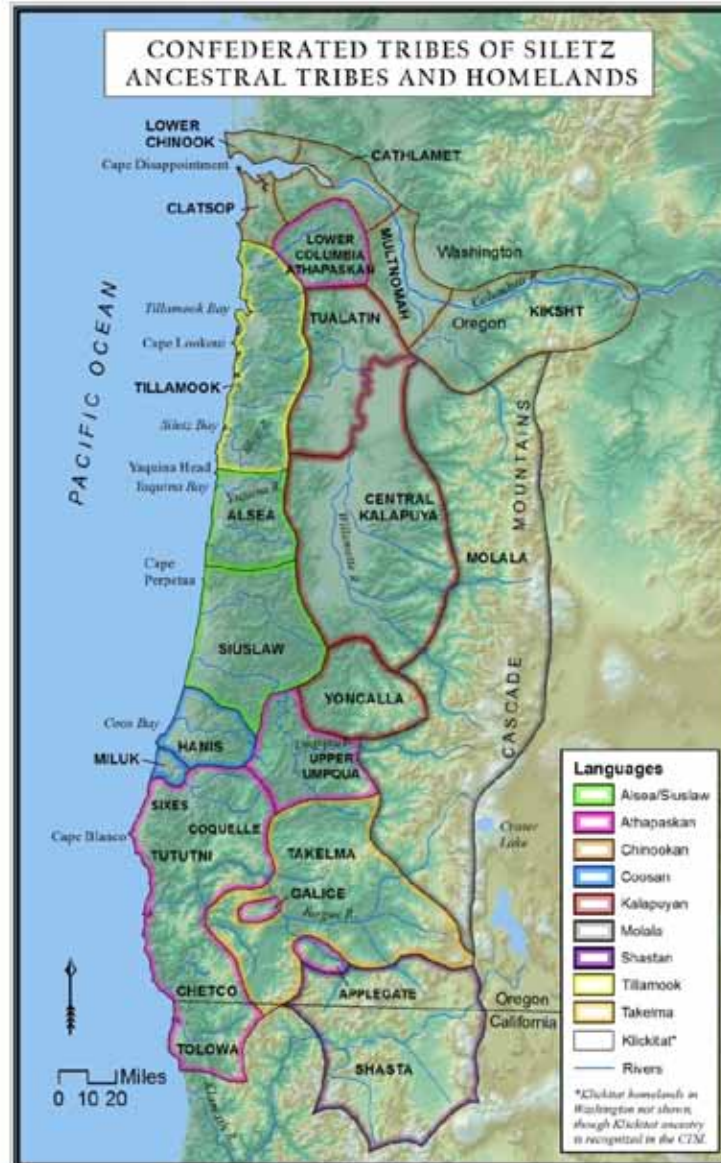 CONFEDERATED TRIBES OF SILETZ
ANCESTRAL TRIBES AND HOMELANDS
LOWER
CHINOOK
Cape Disappointment
CATHLAMET
CLATSOP
LOWER
COLUMBIA
ATHAPASKAN
MULTNOMAH
Washington
Columbia R.
Oregon
KIKSHT
PACIFIC OCEAN
Tillamook Bay
TUALATIN
Cape Lookout
TILLAMOOK
Siletz Bay
Yaquina Head
Yaquina Bay
Yaquina R.
ALSEA
CENTRAL
KALAPUYA
Willamette R.
MOLALA
CASCADE MOUNTAINS
Cape
Perpetua
SIUSLAW
YONCALLA
Coos Bay
HANIS
MILUK
UPPER
UMPQUA
SIXES
COQUELLE
Cape Blanco
TUTUTNI
TAKELMA
Crater
Lake
GALICE
Rogue R.
CHETCO
APPLEGATE
Oregon
California
TOLOWA
SHASTA
Klamath R.
Miles
0 10 20
Languages
Alsea/Siuslaw
Athapaskan
Chinookan
Coosan
Kalapuyan
Molala
Shastan
Tillamook
Takelma
Klickitat*
Rivers
*Klickitat homelands in
Washington not shown,
though Klickitat ancestry
is recognized in the CTSI.